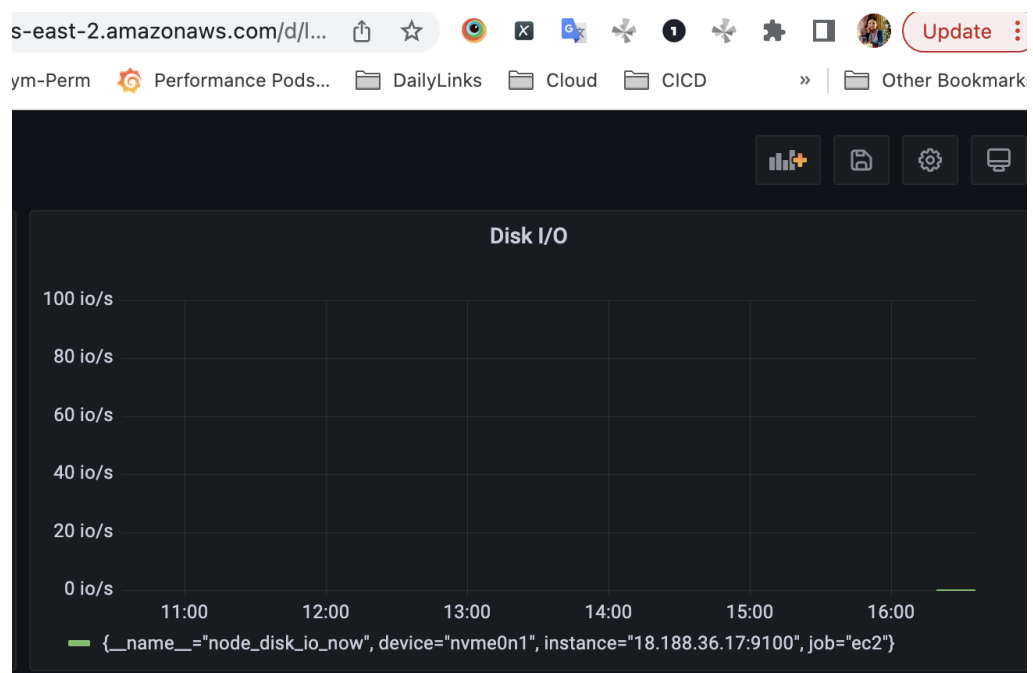 s-east-2.amazonaws.com/d/l...
Update
ym-Perm
Performance Pods...
DailyLinks
Cloud
CICD
»
Other Bookmark
Disk I/O
100 io/s
80 io/s
60 io/s
40 io/s
20 io/s
0 io/s
11:00 12:00 13:00 14:00 15:00 16:00
{__name__="node_disk_io_now", device="nvme0n1", instance="18.188.36.17:9100", job="ec2"}